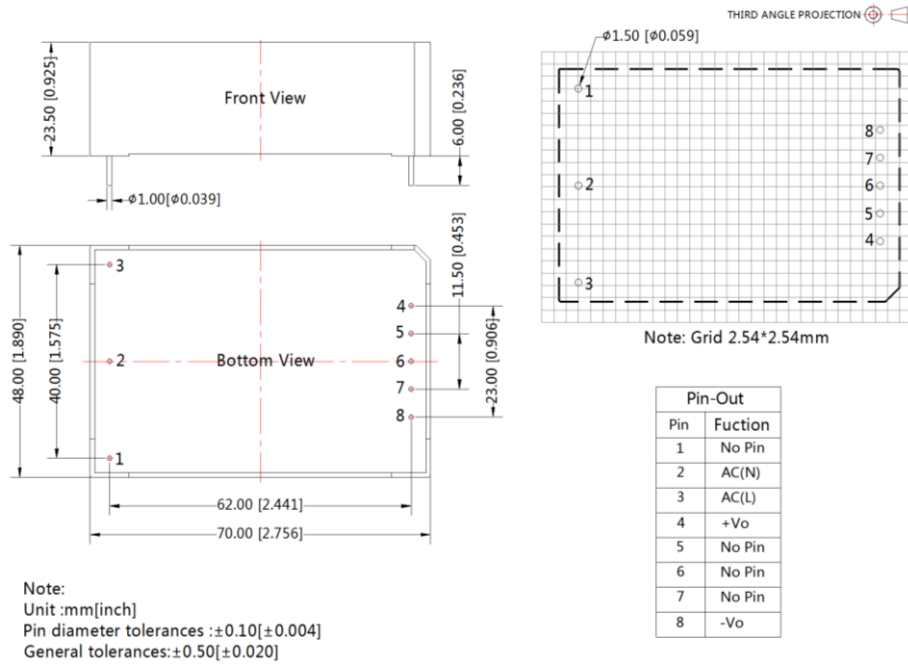 THIRD ANGLE PROJECTION
23.50 [0.925]
Front View
6.00 [0.236]
ϕ1.00[ϕ0.039]
ϕ1.50 [ϕ0.059]
1
2
3
8
7
6
5
4
Note: Grid 2.54*2.54mm
48.00 [1.890]
40.00 [1.575]
3
2
1
Bottom View
4
5
6
7
8
11.50 [0.453]
23.00 [0.906]
62.00 [2.441]
70.00 [2.756]
Pin-Out
Pin Fuction
1 No Pin
2 AC(N)
3 AC(L)
4 +Vo
5 No Pin
6 No Pin
7 No Pin
8 -Vo
Note:
Unit :mm[inch]
Pin diameter tolerances :±0.10[±0.004]
General tolerances:±0.50[±0.020]